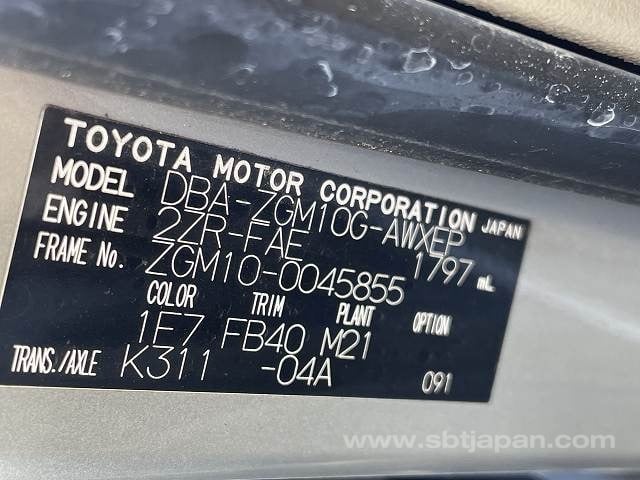 TOYOTA MOTOR CORPORATION JAPAN
MODEL DBA-ZGM10G-AWXEP
ENGINE 2ZR-FAE 1797 mL
FRAME No. ZGM10-0045855
COLOR TRIM PLANT OPTION
1E7 FB40 M21
TRANS./AXLE K311 -04A 091
www.sbtjapan.com